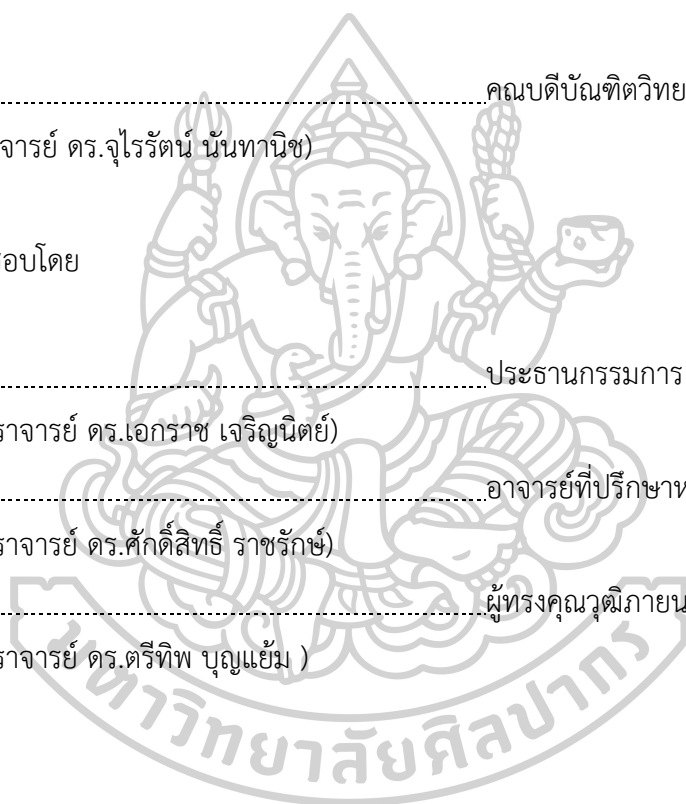 คณบดีบัณฑิตวิทย
จารย์ ดร.จุไรรัตน์ นันทานิช)
อบโดย
ประธานกรรมการ
าจารย์ ดร.เอกราช เจริญนิตย์)
อาจารย์ที่ปรึกษาห
าจารย์ ดร.ศักดิ์สิทธิ์ ราชรักษ์)
ผู้ทรงคุณวุฒิภายน
าจารย์ ดร.ตรีทิพ บุญแย้ม )
มหาวิทยาลัยศิลปากร